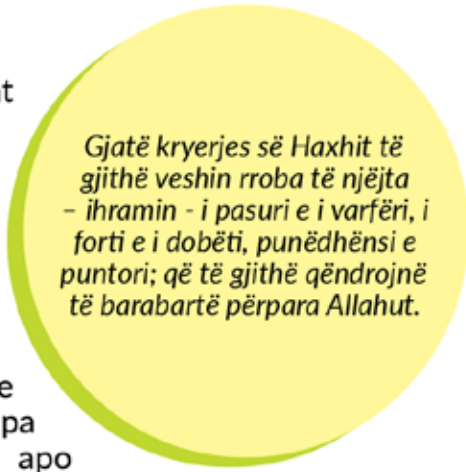 t
Gjatë kryerjes së Haxhit të
gjithë veshin rroba të njëjta
– ihramin - i pasuri e i varfëri, i
forti e i dobëti, punëdhënsi e
puntori; që të gjithë qëndrojnë
të barabartë përpara Allahut.
e
pa
apo